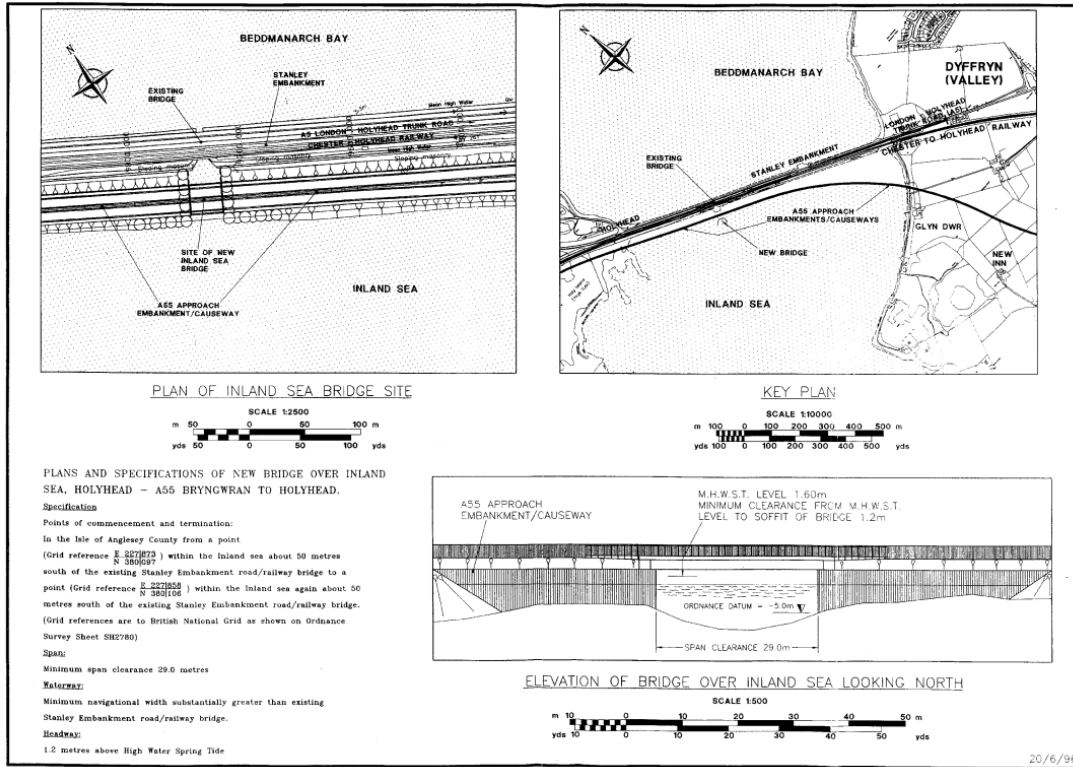 N
BEDDMANARCH BAY
STANLEY
EMBANKMENT
EXISTING
BRIDGE
Mean High Water
A5 LONDON - HOLYHEAD TRUNK ROAD
CHESTER - HOLYHEAD RAILWAY
Mean High Water
Sloping masonry
Sloping masonry
SITE OF NEW
INLAND SEA
BRIDGE
INLAND SEA
A55 APPROACH
EMBANKMENT/CAUSEWAY
PLAN OF INLAND SEA BRIDGE SITE
SCALE 1:2500
m 50 0 50 100
yds 50 0 50 100
N
BEDDMANARCH BAY
DYFFRYN
(VALLEY)
LONDON - HOLYHEAD
TRUNK ROAD (A5)
CHESTER TO HOLYHEAD RAILWAY
STANLEY EMBANKMENT
EXISTING
BRIDGE
HOLYHEAD
A55 APPROACH
EMBANKMENTS/CAUSEWAYS
GLYN DWR
NEW BRIDGE
NEW
INN
INLAND SEA
KEY PLAN
SCALE 1:10000
m 100 0 100 200 300 400 500 m
yds 100 0 100 200 300 400 500
PLANS AND SPECIFICATIONS OF NEW BRIDGE OVER INLAND
SEA, HOLYHEAD – A55 BRYNGWRAN TO HOLYHEAD.
Specification
Points of commencement and termination:
In the Isle of Anglesey County from a point
(Grid reference E 227|873 N 380|097 ) within the Inland sea about 50 metres
south of the existing Stanley Embankment road/railway bridge to a
point (Grid reference E 227|858 N 380|106 ) within the Inland sea again about 50
metres south of the existing Stanley Embankment road/railway bridge.
(Grid references are to British National Grid as shown on Ordnance
Survey Sheet SH2780)
Span:
Minimum span clearance 29.0 metres
Waterway:
Minimum navigational width substantially greater than existing
Stanley Embankment road/railway bridge.
Headway:
1.2 metres above High Water Spring Tide
A55 APPROACH
EMBANKMENT/CAUSEWAY
M.H.W.S.T. LEVEL 1.60m
MINIMUM CLEARANCE FROM M.H.W.S.T.
LEVEL TO SOFFIT OF BRIDGE 1.2m
ORDNANCE DATUM = -5.0m
SPAN CLEARANCE 29.0m
ELEVATION OF BRIDGE OVER INLAND SEA LOOKING NORTH
SCALE 1:500
m 10 0 10 20 30 40 50 m
yds 10 0 10 20 30 40 50
20/6/96